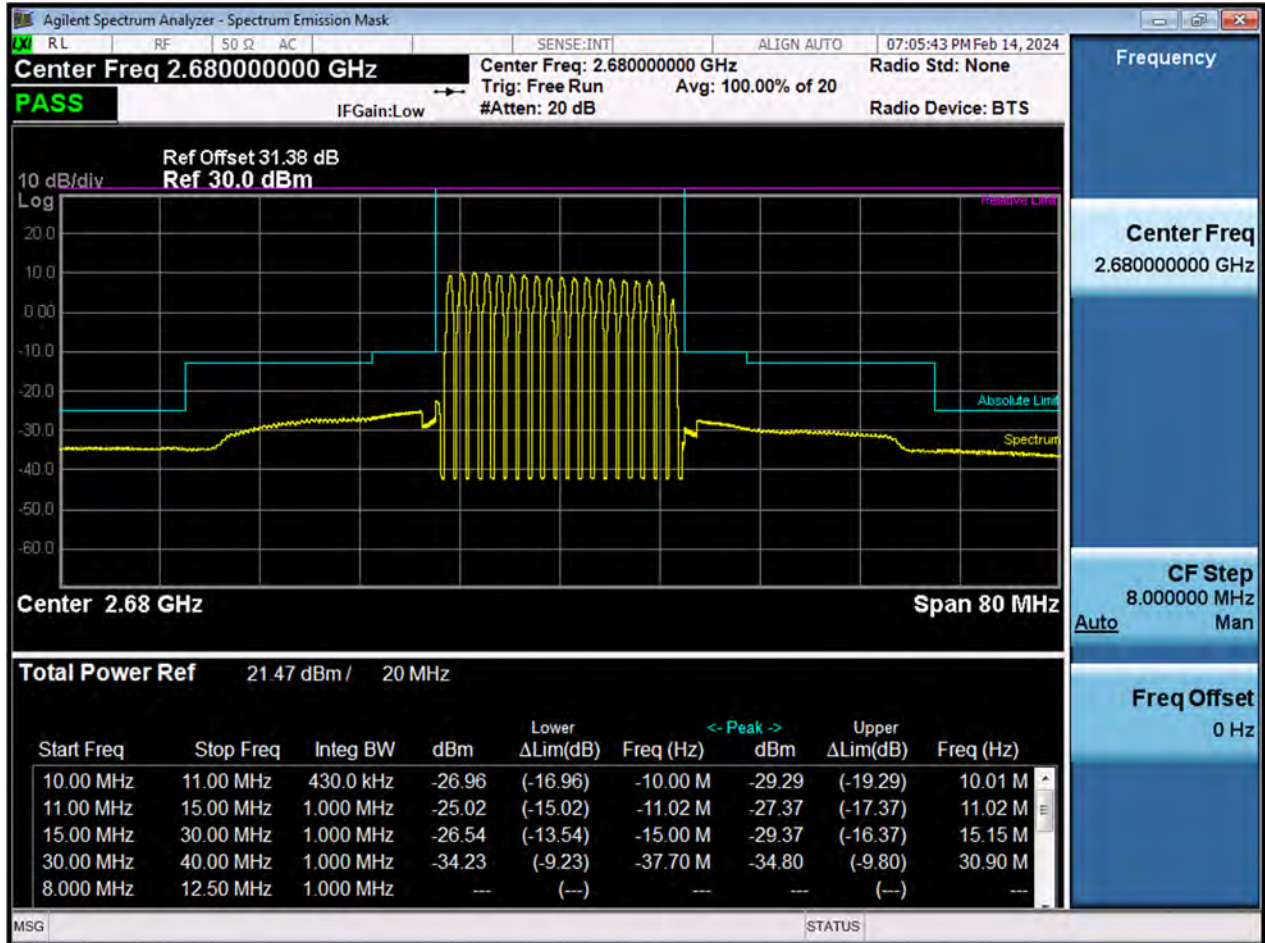 Agilent Spectrum Analyzer - Spectrum Emission Mask
LXI RL RF 50 Ω AC SENSE:INT ALIGN AUTO 07:05:43 PM Feb 14, 2024
Center Freq 2.680000000 GHz
Center Freq: 2.680000000 GHz Radio Std: None
Trig: Free Run Avg: 100.00% of 20
PASS
IFGain:Low #Atten: 20 dB Radio Device: BTS
Ref Offset 31.38 dB
10 dB/div Ref 30.0 dBm
Log
Relative Limit
20.0
10.0
0.00
-10.0
-20.0
Absolute Limit
-30.0
Spectrum
-40.0
-50.0
-60.0
Center 2.68 GHz Span 80 MHz
Total Power Ref 21.47 dBm / 20 MHz
Lower <- Peak -> Upper
Start Freq Stop Freq Integ BW dBm ΔLim(dB) Freq (Hz) dBm ΔLim(dB) Freq (Hz)
10.00 MHz 11.00 MHz 430.0 kHz -26.96 (-16.96) -10.00 M -29.29 (-19.29) 10.01 M
11.00 MHz 15.00 MHz 1.000 MHz -25.02 (-15.02) -11.02 M -27.37 (-17.37) 11.02 M
15.00 MHz 30.00 MHz 1.000 MHz -26.54 (-13.54) -15.00 M -29.37 (-16.37) 15.15 M
30.00 MHz 40.00 MHz 1.000 MHz -34.23 (-9.23) -37.70 M -34.80 (-9.80) 30.90 M
8.000 MHz 12.50 MHz 1.000 MHz --- (---) --- --- (---) ---
MSG STATUS
Frequency
Center Freq
2.680000000 GHz
CF Step
8.000000 MHz
Auto Man
Freq Offset
0 Hz